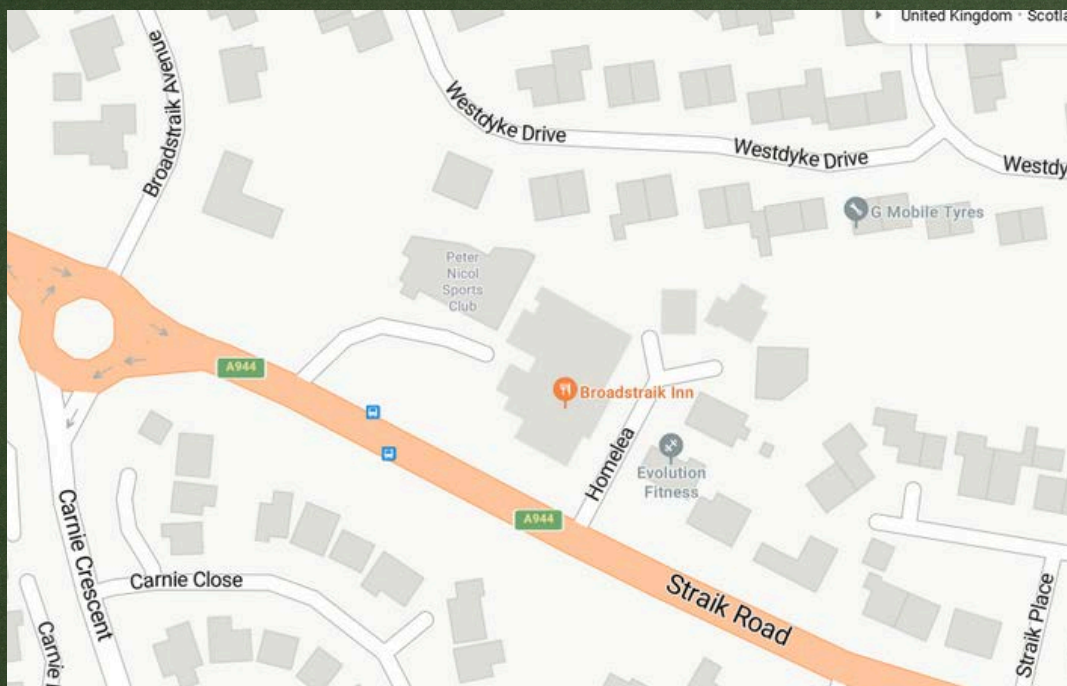 United Kingdom · Scotla
Broadstraik Avenue
Westdyke Drive
Westdyke Drive
Westdy
G Mobile Tyres
Peter
Nicol
Sports
Club
A944
Broadstraik Inn
Homelea
Evolution
Fitness
A944
Carnie Crescent
Carnie Close
Straik Road
Straik Place
Carnie